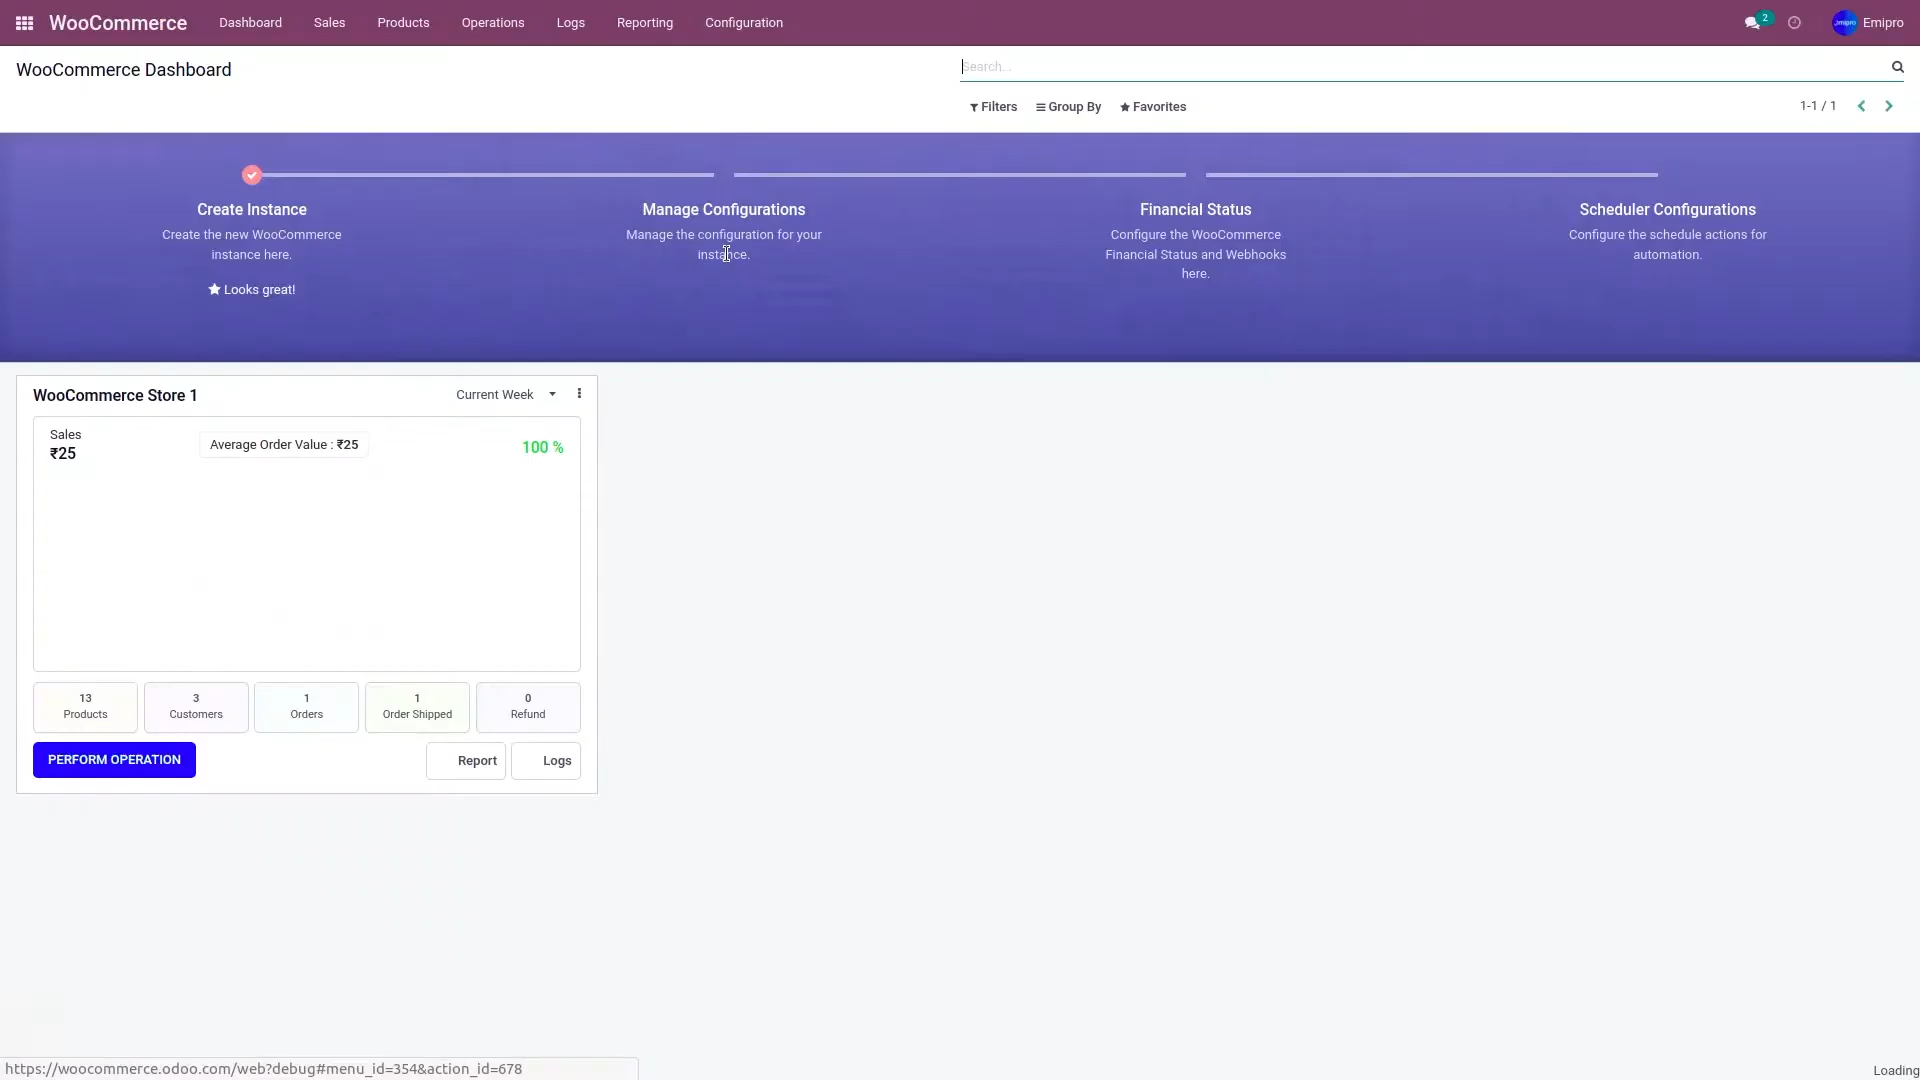 WooCommerce Dashboard Sales Products Operations Logs Reporting Configuration 2 Emipro
WooCommerce Dashboard
Search...
Filters Group By Favorites 1-1 / 1
Create Instance
Create the new WooCommerce
instance here.
Looks great!
Manage Configurations
Manage the configuration for your
instance.
Financial Status
Configure the WooCommerce
Financial Status and Webhooks
here.
Scheduler Configurations
Configure the schedule actions for
automation.
WooCommerce Store 1 Current Week
Sales
₹25
Average Order Value : ₹25
100 %
13
Products
3
Customers
1
Orders
1
Order Shipped
0
Refund
PERFORM OPERATION Report Logs
https://woocommerce.odoo.com/web?debug#menu_id=354&action_id=678
Loading